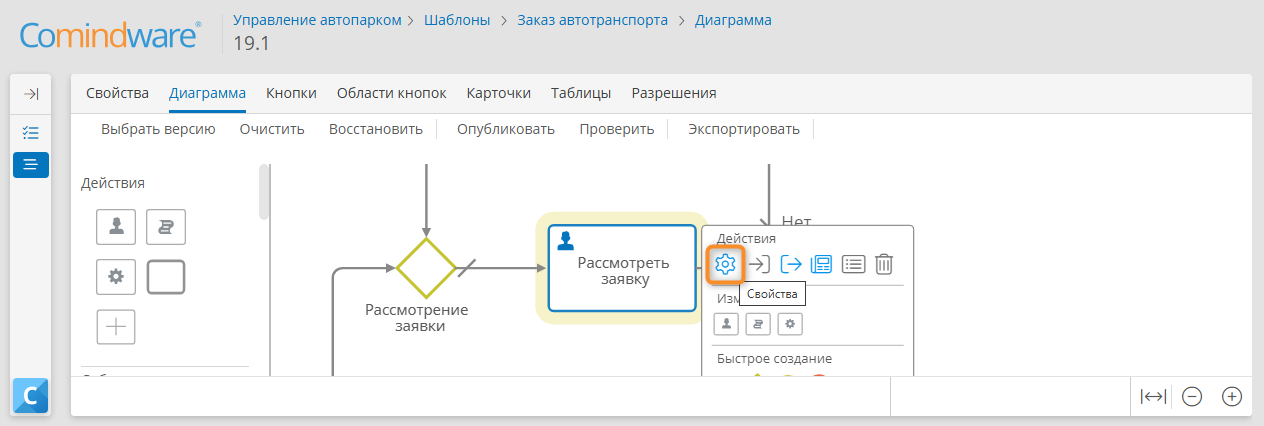 Comindware®
Управление автопарком > Шаблоны > Заказ автотранспорта > Диаграмма
19.1
Свойства Диаграмма Кнопки Области кнопок Карточки Таблицы Разрешения
Выбрать версию Очистить Восстановить Опубликовать Проверить Экспортировать
Действия
Нет
Действия
Рассмотреть
заявку
Свойства
Изм
Рассмотрение
заявки
Быстрое создание
C